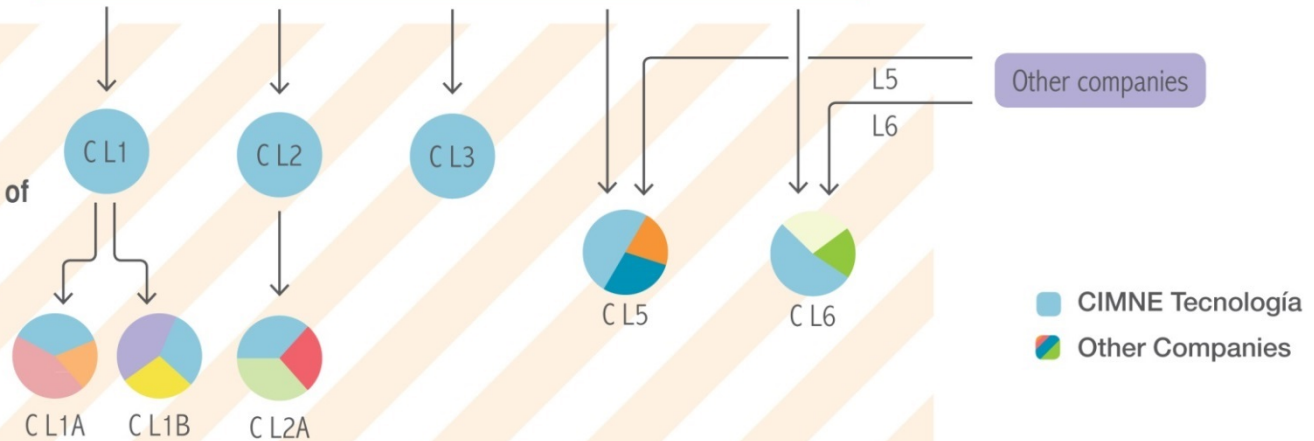 L5
Other companies
L6
C L1
C L2
C L3
of
C L5
C L6
CIMNE Tecnología
Other Companies
C L1A
C L1B
C L2A